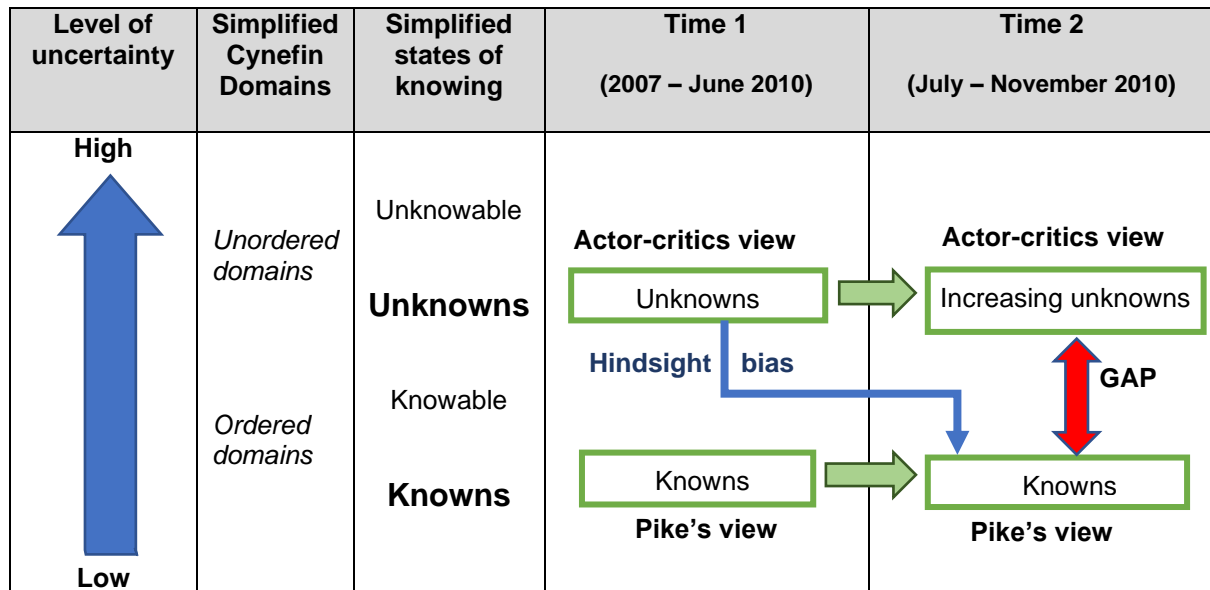 Level of
uncertainty
Simplified
Cynefin
Domains
Simplified
states of
knowing
Time 1
(2007 – June 2010)
Time 2
(July – November 2010)
High
Low
Unordered
domains
Ordered
domains
Unknowable
Unknowns
Knowable
Knowns
Actor-critics view
Unknowns
Hindsight bias
Knowns
Pike’s view
Actor-critics view
Increasing unknowns
GAP
Knowns
Pike’s view